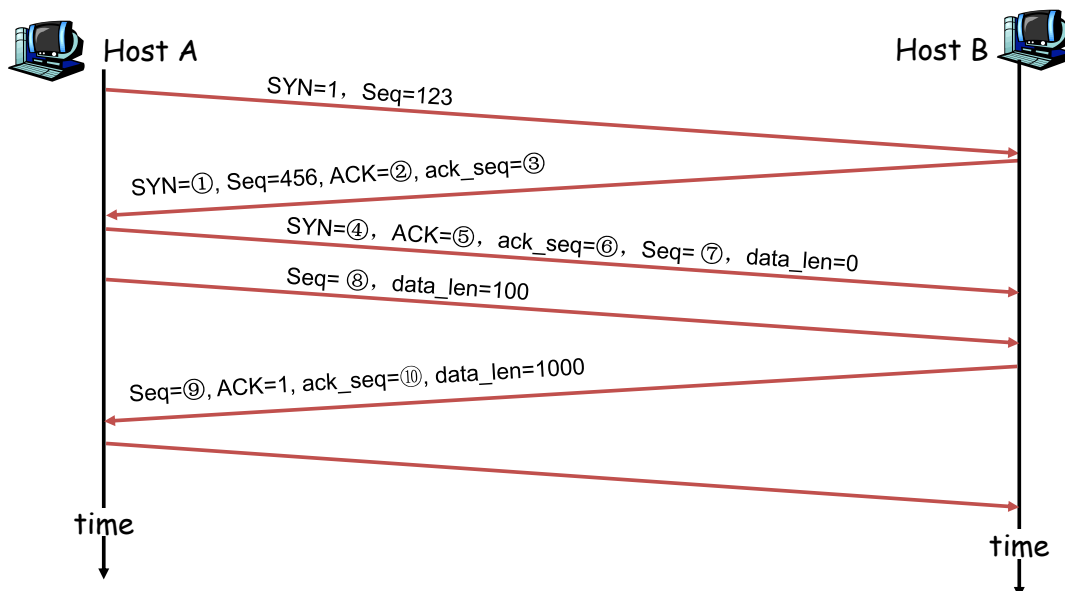 Host A
Host B
SYN=1，Seq=123
SYN=①, Seq=456, ACK=②, ack_seq=③
SYN=④，ACK=⑤，ack_seq=⑥，Seq= ⑦，data_len=0
Seq= ⑧，data_len=100
Seq=⑨, ACK=1, ack_seq=⑩, data_len=1000
time
time